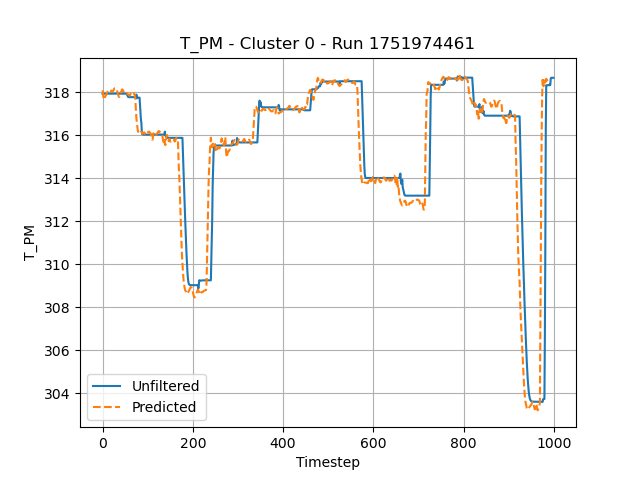 T_PM - Cluster 0 - Run 1751974461
318
316
314
312
310
308
306
304
T_PM
Unfiltered
Predicted
0
200
400
600
800
1000
Timestep